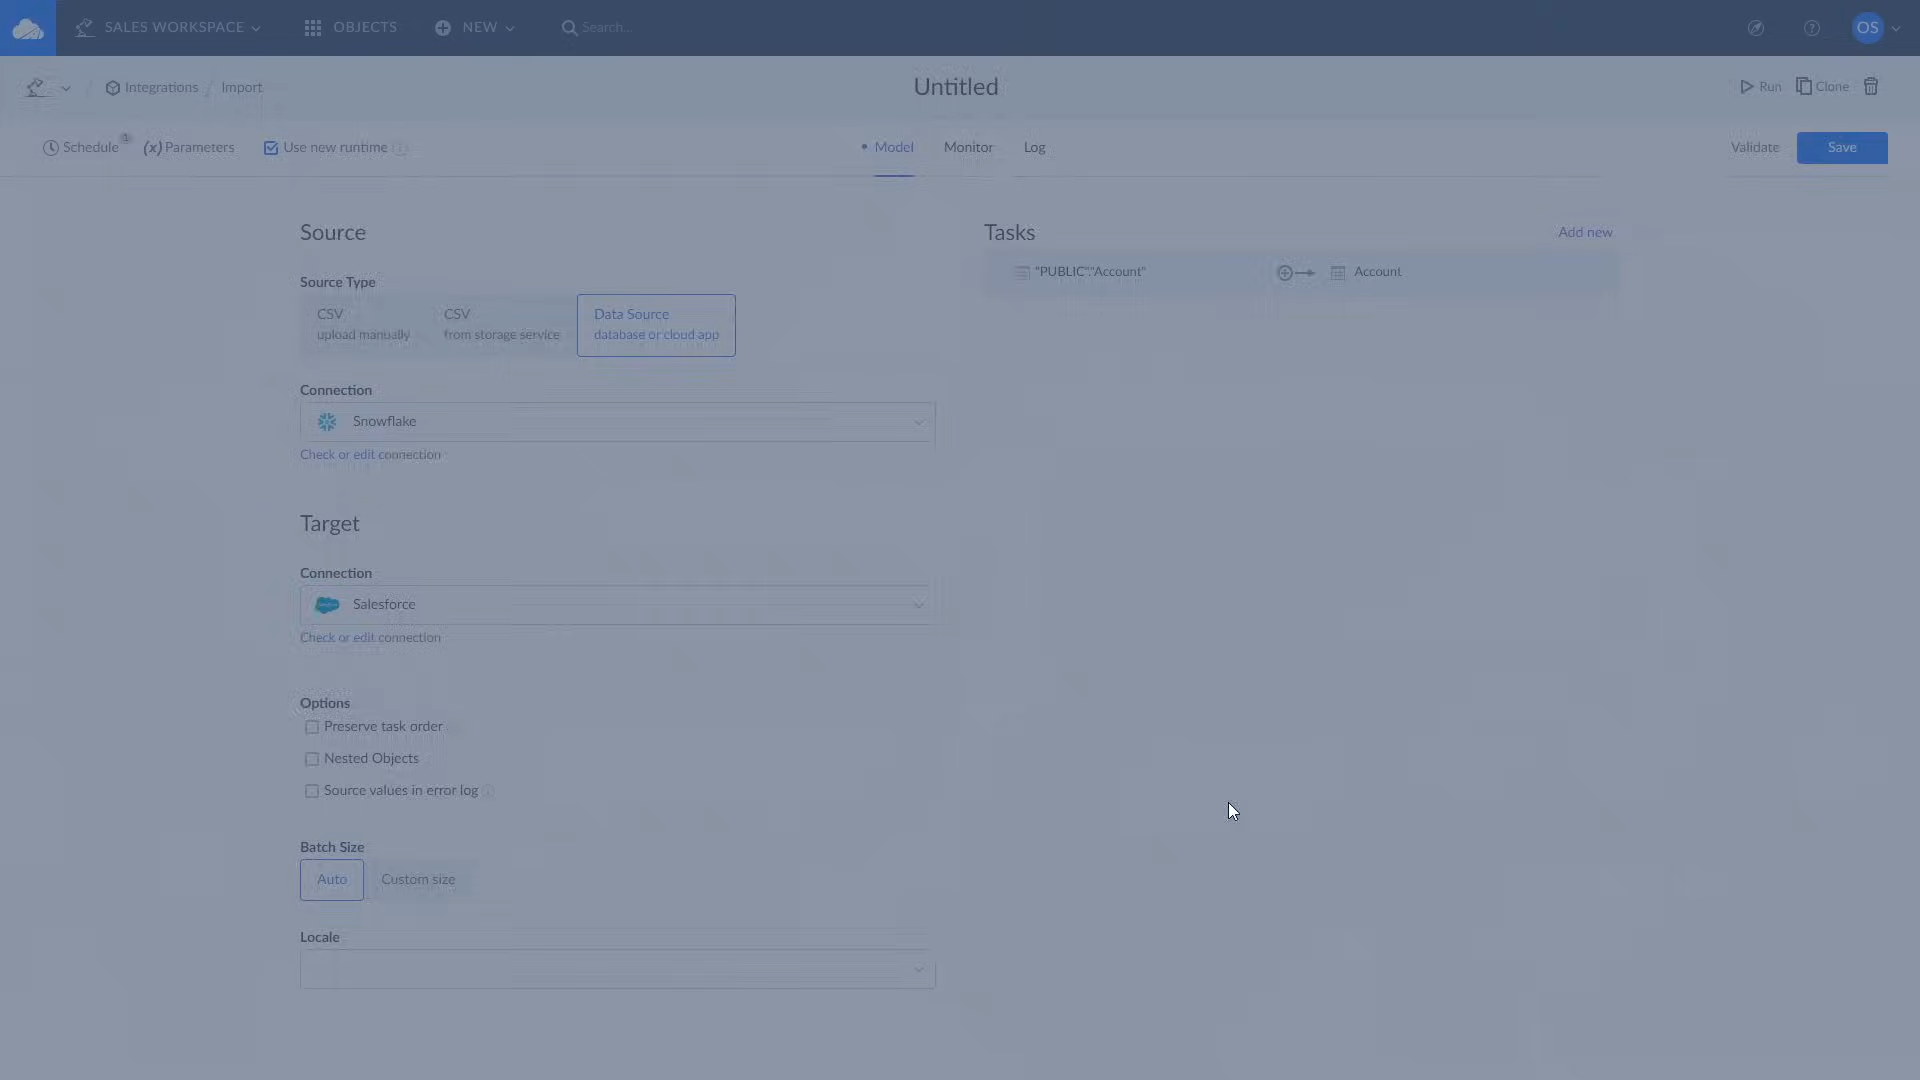 SALES WORKSPACE
OBJECTS
NEW
Search...
OS
Integrations / Import
Untitled
Run
Clone
Schedule 1
(x) Parameters
Use new runtime
Model
Monitor
Log
Validate
Save
Source
Source Type
CSV
upload manually
CSV
from storage service
Data Source
database or cloud app
Connection
Snowflake
Check or edit connection
Target
Connection
Salesforce
Check or edit connection
Options
Preserve task order
Nested Objects
Source values in error log
Batch Size
Auto
Custom size
Locale
Tasks
Add new
"PUBLIC"."Account"
Account